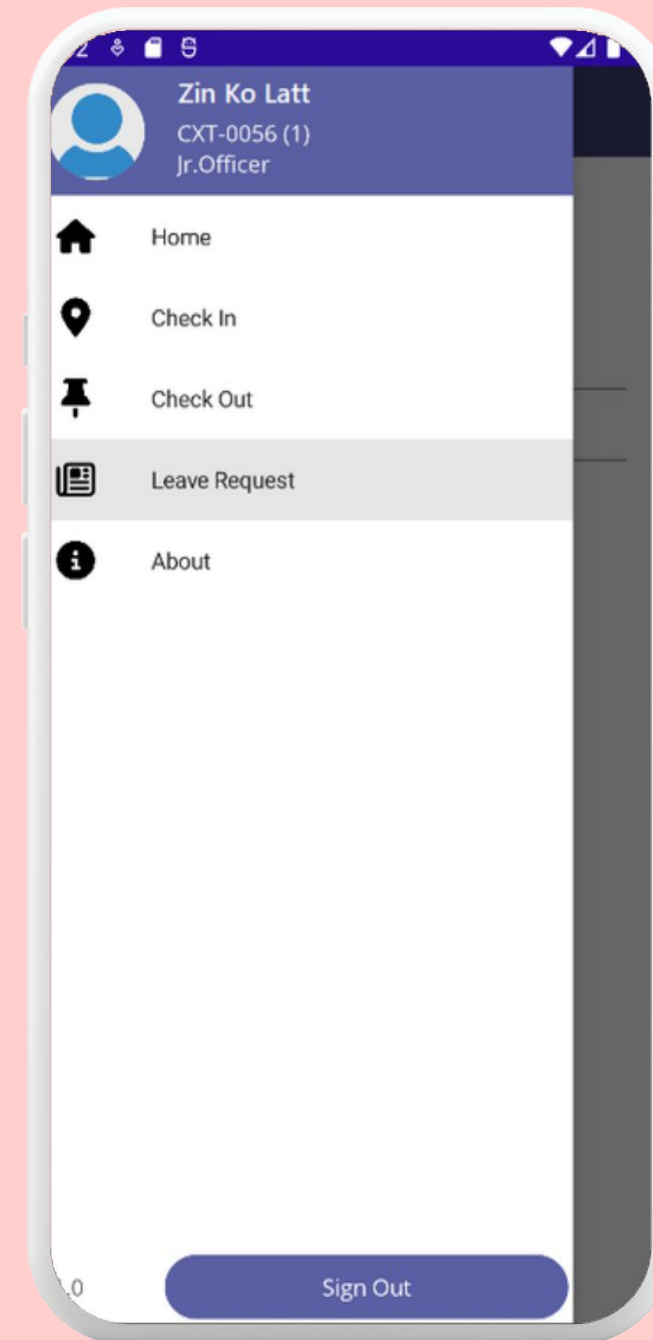 Zin Ko Latt
CXT-0056 (1)
Jr.Officer
Home
Check In
Check Out
Leave Request
About
Sign Out